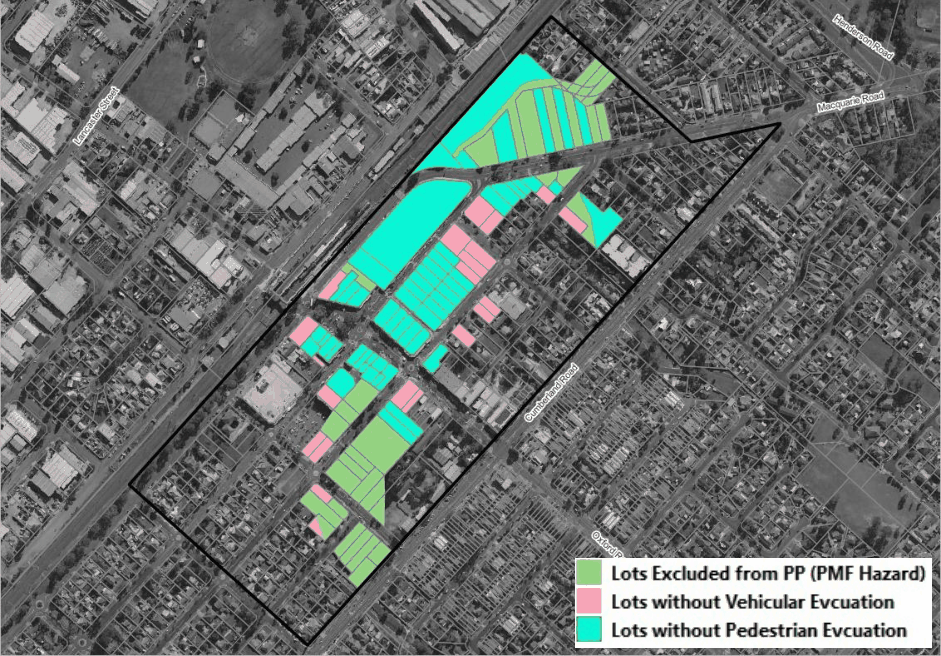 Henderson Road
Macquarie Road
Lancaster Street
Cumberland Road
Oxford R
Lots Excluded from PP (PMF Hazard)
Lots without Vehicular Evcuation
Lots without Pedestrian Evcuation